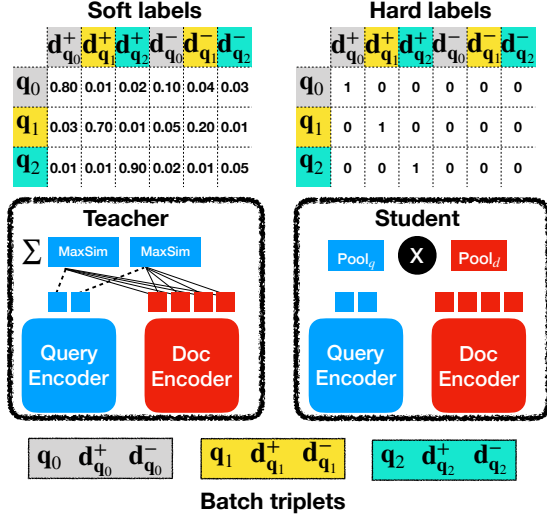 Soft labels Hard labels
d⁺q₀ d⁺q₁ d⁺q₂ d⁻q₀ d⁻q₁ d⁻q₂ d⁺q₀ d⁺q₁ d⁺q₂ d⁻q₀ d⁻q₁ d⁻q₂
q₀ 0.80 0.01 0.02 0.10 0.04 0.03 q₀ 1 0 0 0 0 0
q₁ 0.03 0.70 0.01 0.05 0.20 0.01 q₁ 0 1 0 0 0 0
q₂ 0.01 0.01 0.90 0.02 0.01 0.05 q₂ 0 0 1 0 0 0
Teacher Student
Σ MaxSim MaxSim Pool_q X Pool_d
Query Doc Query Doc
Encoder Encoder Encoder Encoder
q₀ d⁺q₀ d⁻q₀ q₁ d⁺q₁ d⁻q₁ q₂ d⁺q₂ d⁻q₂
Batch triplets